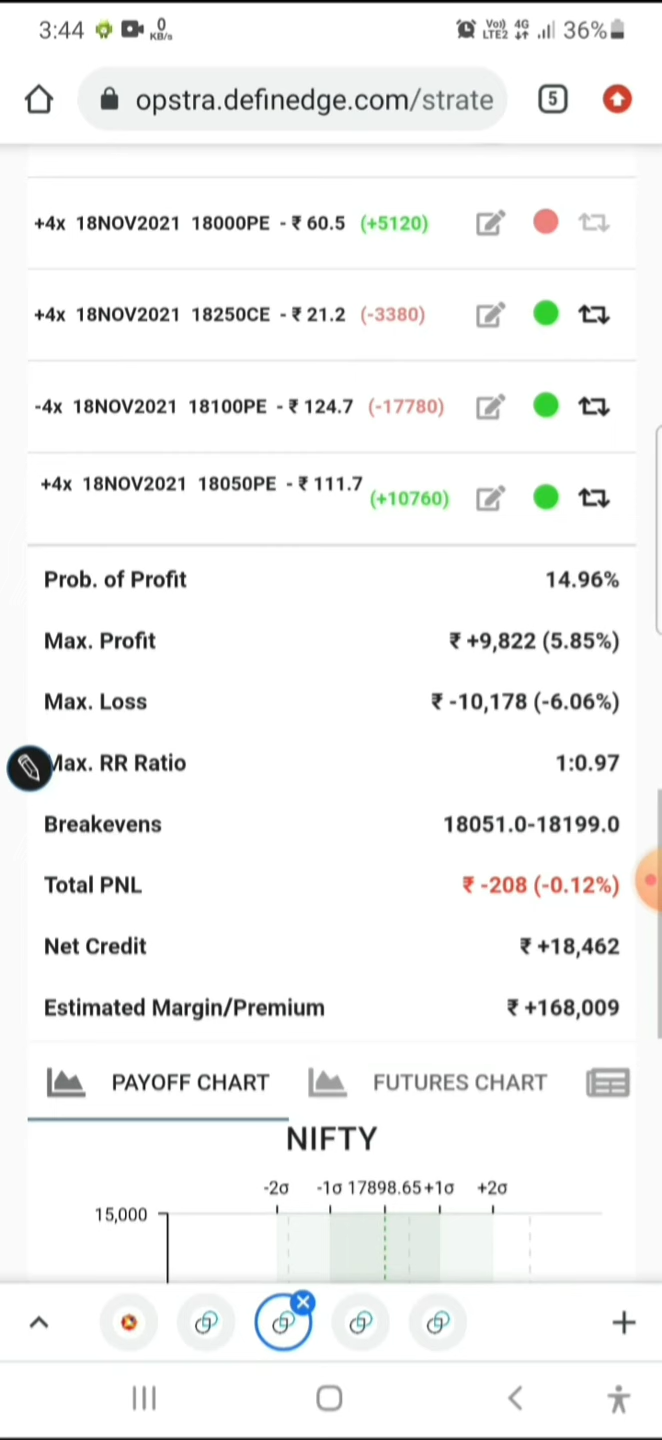 3:44 0 KB/s Vo)) LTE2 4G 36%
opstra.definedge.com/strate 5
+4x 18NOV2021 18000PE - ₹ 60.5 (+5120)
+4x 18NOV2021 18250CE - ₹ 21.2 (-3380)
-4x 18NOV2021 18100PE - ₹ 124.7 (-17780)
+4x 18NOV2021 18050PE - ₹ 111.7 (+10760)
Prob. of Profit 14.96%
Max. Profit ₹ +9,822 (5.85%)
Max. Loss ₹ -10,178 (-6.06%)
Max. RR Ratio 1:0.97
Breakevens 18051.0-18199.0
Total PNL ₹ -208 (-0.12%)
Net Credit ₹ +18,462
Estimated Margin/Premium ₹ +168,009
PAYOFF CHART FUTURES CHART
NIFTY
-2σ -1σ 17898.65 +1σ +2σ
15,000